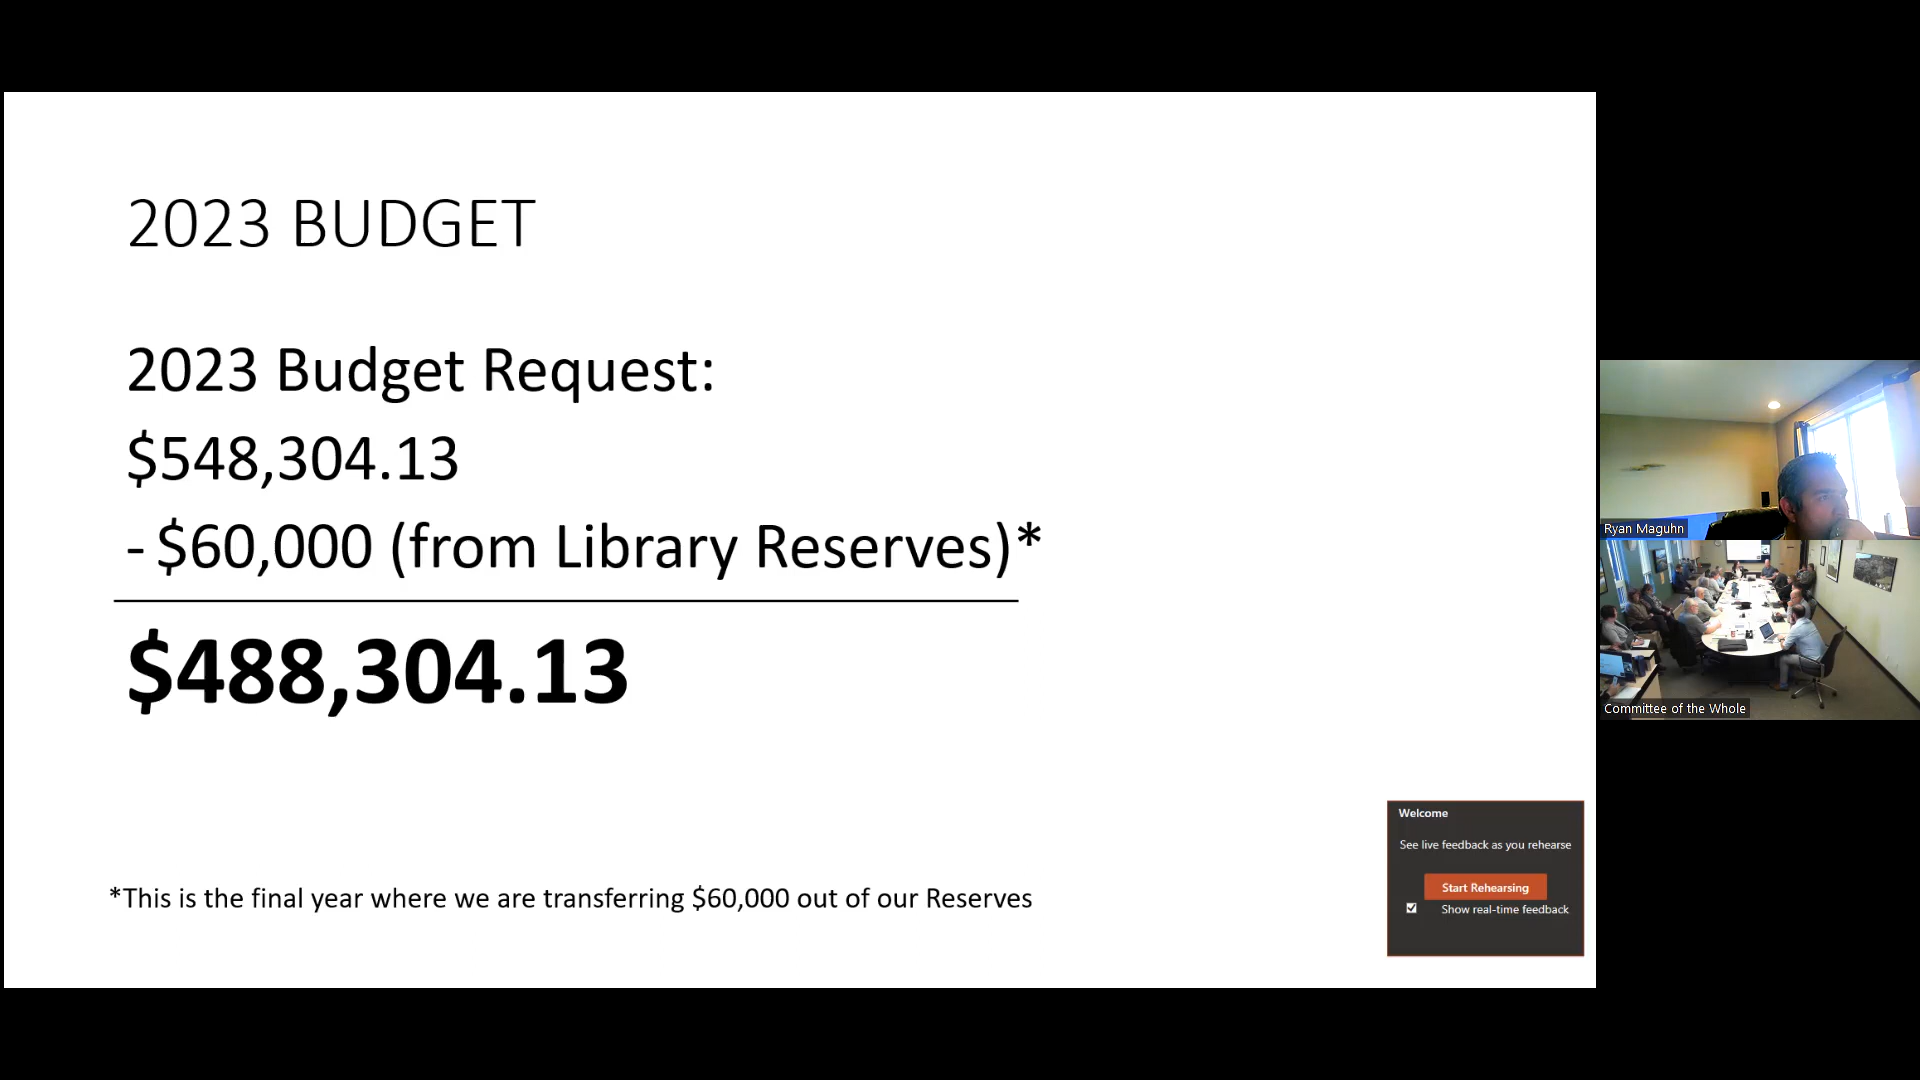 2023 BUDGET
2023 Budget Request:
$548,304.13
- $60,000 (from Library Reserves)*
$488,304.13
*This is the final year where we are transferring $60,000 out of our Reserves
Welcome
See live feedback as you rehearse
Start Rehearsing
Show real-time feedback
Ryan Maguhn
Committee of the Whole